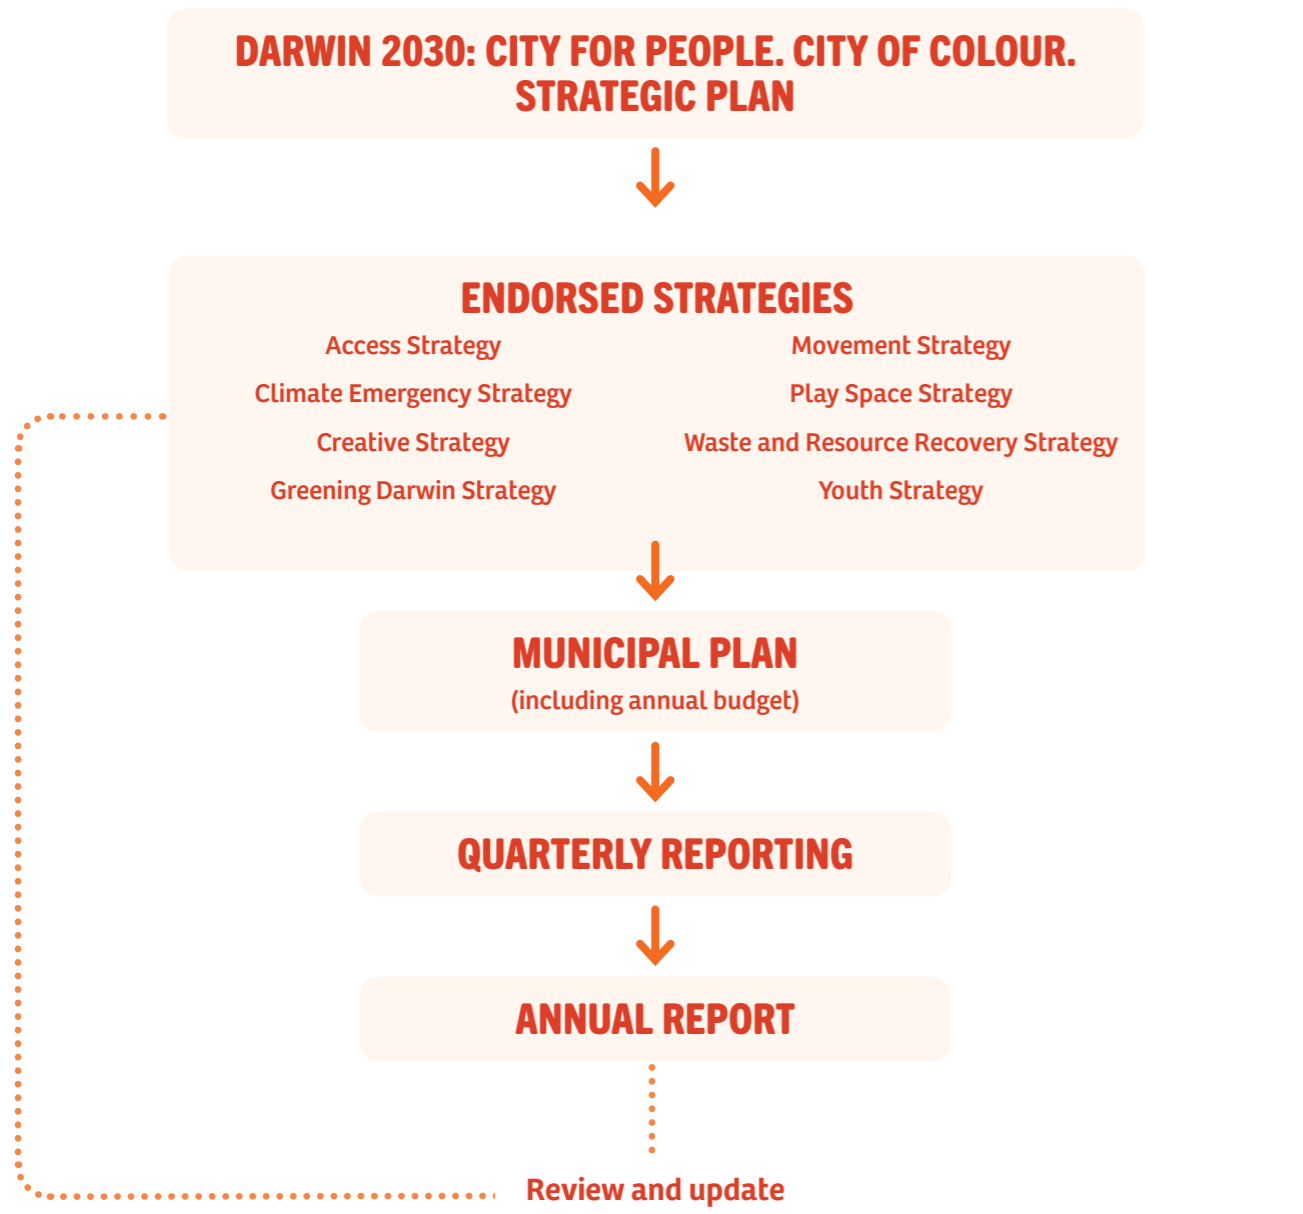 DARWIN 2030: CITY FOR PEOPLE. CITY OF COLOUR.
STRATEGIC PLAN
ENDORSED STRATEGIES
Access Strategy
Climate Emergency Strategy
Creative Strategy
Greening Darwin Strategy
Movement Strategy
Play Space Strategy
Waste and Resource Recovery Strategy
Youth Strategy
MUNICIPAL PLAN
(including annual budget)
QUARTERLY REPORTING
ANNUAL REPORT
Review and update